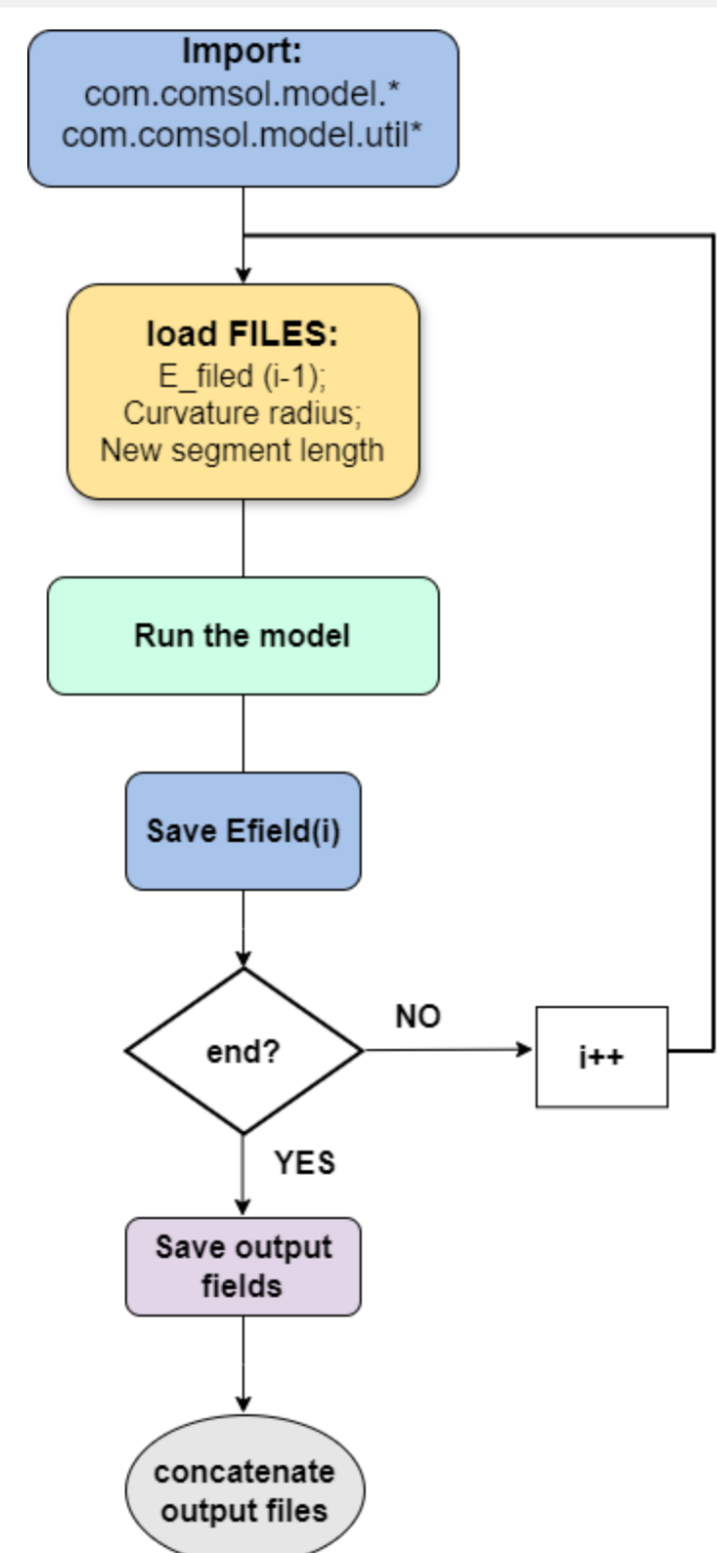 Import:
com.comsol.model.*
com.comsol.model.util*
load FILES:
E_filed (i-1);
Curvature radius;
New segment length
Run the model
Save Efield(i)
end?
NO
i++
YES
Save output
fields
concatenate
output files